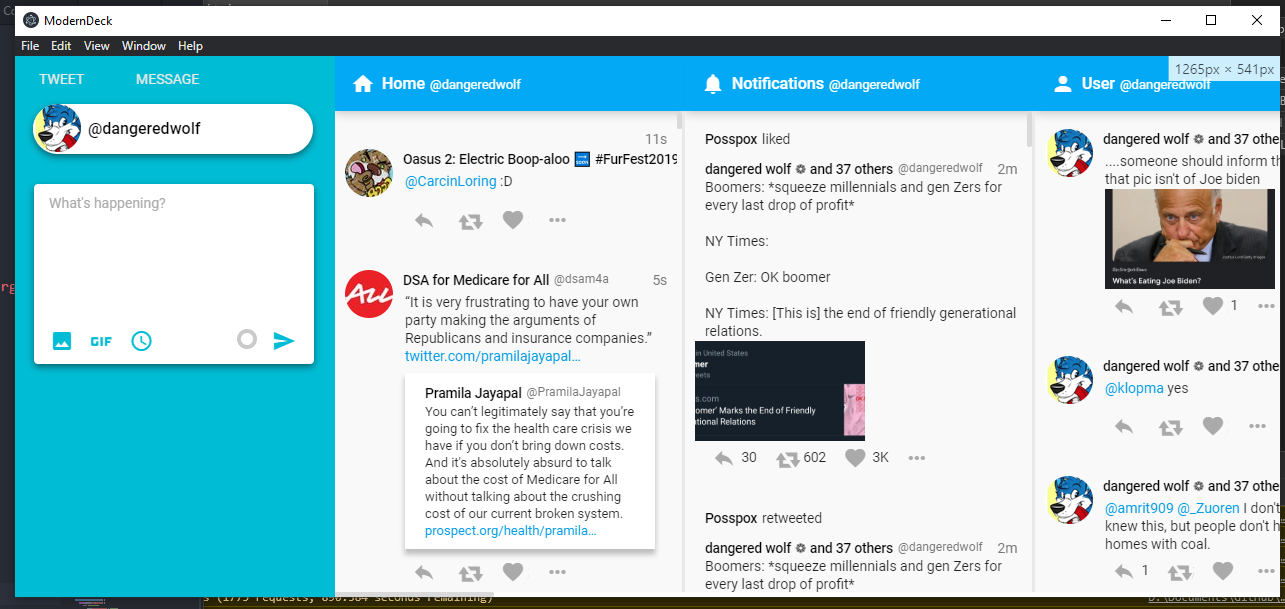 ModernDeck
File Edit View Window Help
TWEET MESSAGE
@dangeredwolf
What's happening?
GIF
Home @dangeredwolf
11s
Oasus 2: Electric Boop-aloo 🔜 #FurFest2019
@CarcinLoring :D
DSA for Medicare for All @dsam4a 5s
“It is very frustrating to have your own
party making the arguments of
Republicans and insurance companies.”
twitter.com/pramilajayapal…
Pramila Jayapal @PramilaJayapal
You can’t legitimately say that you’re
going to fix the health care crisis we
have if you don’t bring down costs.
And it’s absolutely absurd to talk
about the cost of Medicare for All
without talking about the crushing
cost of our current broken system.
prospect.org/health/pramila…
ALL
Notifications @dangeredwolf
Posspox liked
dangered wolf ❁ and 37 others @dangeredwolf 2m
Boomers: *squeeze millennials and gen Zers for
every last drop of profit*
NY Times:
Gen Zer: OK boomer
NY Times: [This is] the end of friendly generational
relations.
in United States
mer
eets
s.com
oomer’ Marks the End of Friendly
tional Relations
30 602 3K
Posspox retweeted
dangered wolf ❁ and 37 others @dangeredwolf 2m
Boomers: *squeeze millennials and gen Zers for
every last drop of profit*
1265px × 541px
User @dangeredwolf
dangered wolf ❁ and 37 othe
....someone should inform th
that pic isn't of Joe biden
What's Eating Joe Biden?
1
dangered wolf ❁ and 37 othe
@klopma yes
dangered wolf ❁ and 37 othe
@amrit909 @_Zuoren I don't
knew this, but people don't h
homes with coal.
1